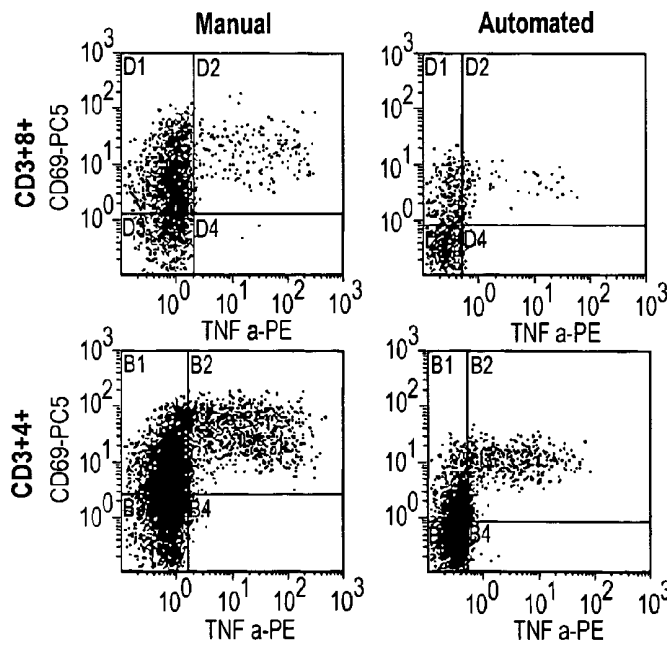 Manual
Automated
CD3+8+
CD69-PC5
10³
10²
10¹
10⁰
D1
D2
D4
10⁰ 10¹ 10² 10³
TNF a-PE
10³
10²
10¹
10⁰
D1
D2
D4
10⁰ 10¹ 10² 10³
TNF a-PE
CD3+4+
CD69-PC5
10³
10²
10¹
10⁰
B1
B2
B4
10⁰ 10¹ 10² 10³
TNF a-PE
10³
10²
10¹
10⁰
B1
B2
B4
10⁰ 10¹ 10² 10³
TNF a-PE